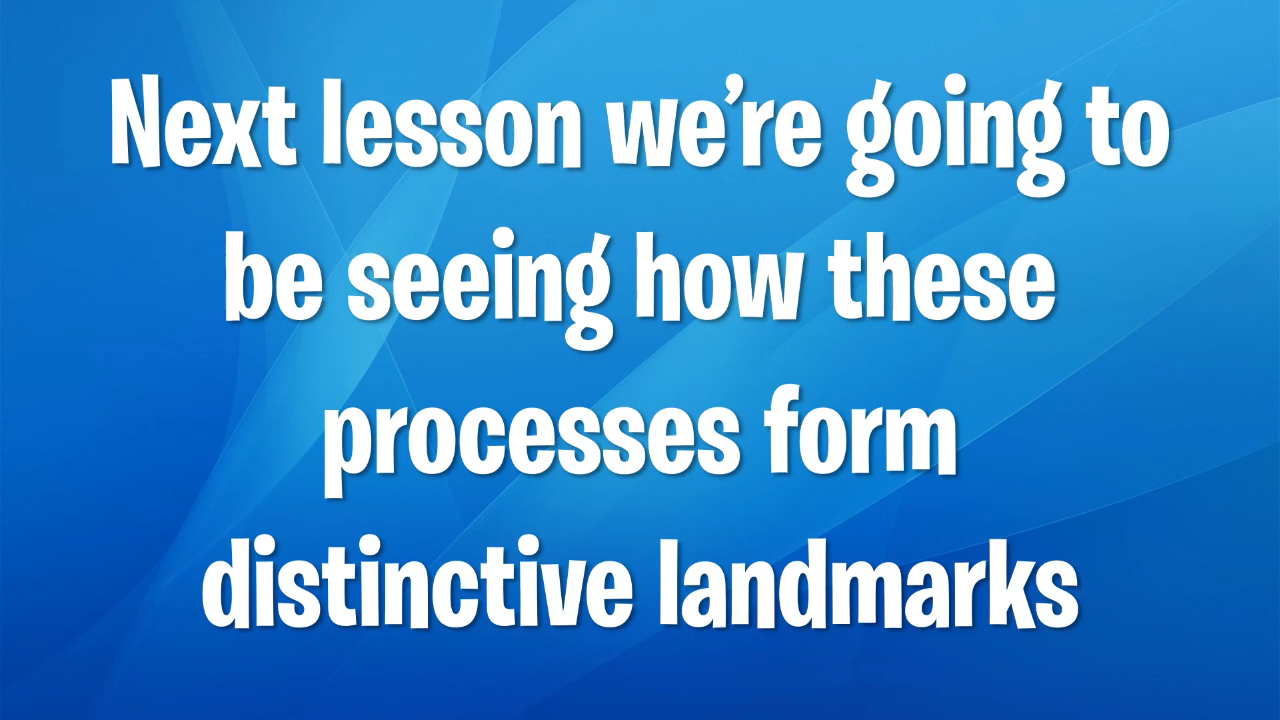 Next lesson we’re going to
be seeing how these
processes form
distinctive landmarks